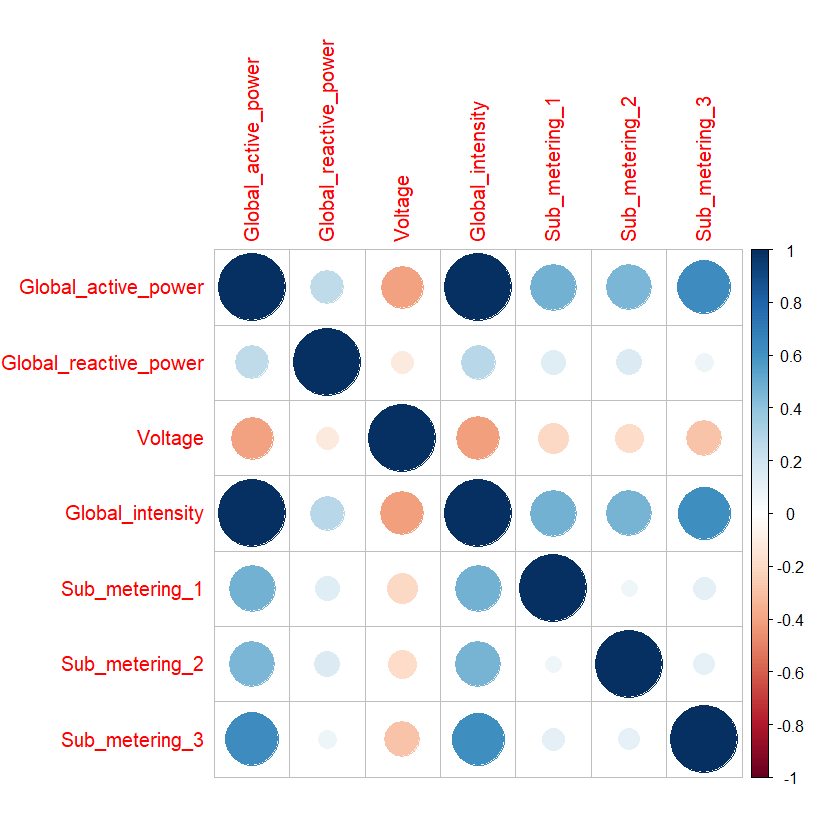 Global_active_power
Global_reactive_power
Voltage
Global_intensity
Sub_metering_1
Sub_metering_2
Sub_metering_3
Global_active_power
Global_reactive_power
Voltage
Global_intensity
Sub_metering_1
Sub_metering_2
Sub_metering_3
1
0.8
0.6
0.4
0.2
0
-0.2
-0.4
-0.6
-0.8
-1